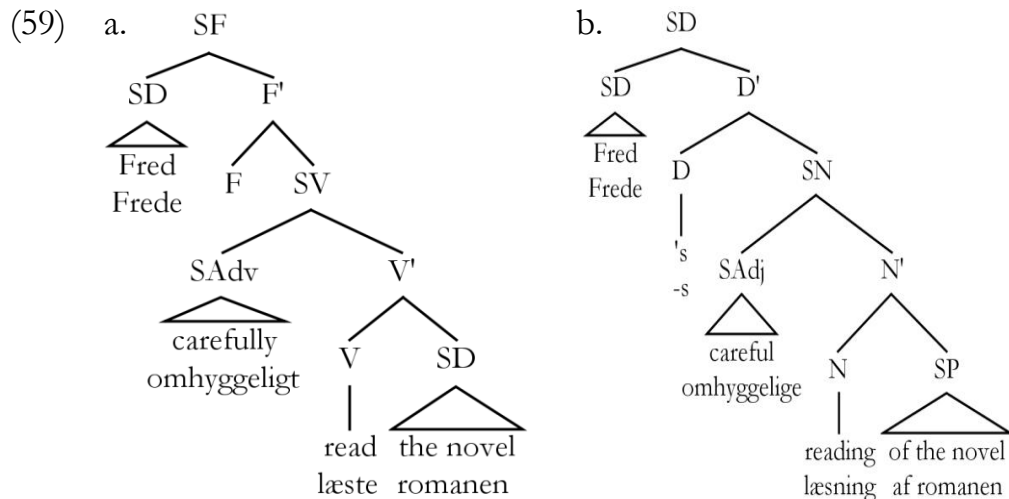 (59) a. SF b. SD
SD F' SD D'
Fred F SV Fred D SN
Frede Frede
SAdv V' 's SAdj N'
-s
carefully V SD careful N SP
omhyggeligt omhyggelige
read the novel reading of the novel
læste romanen læsning af romanen